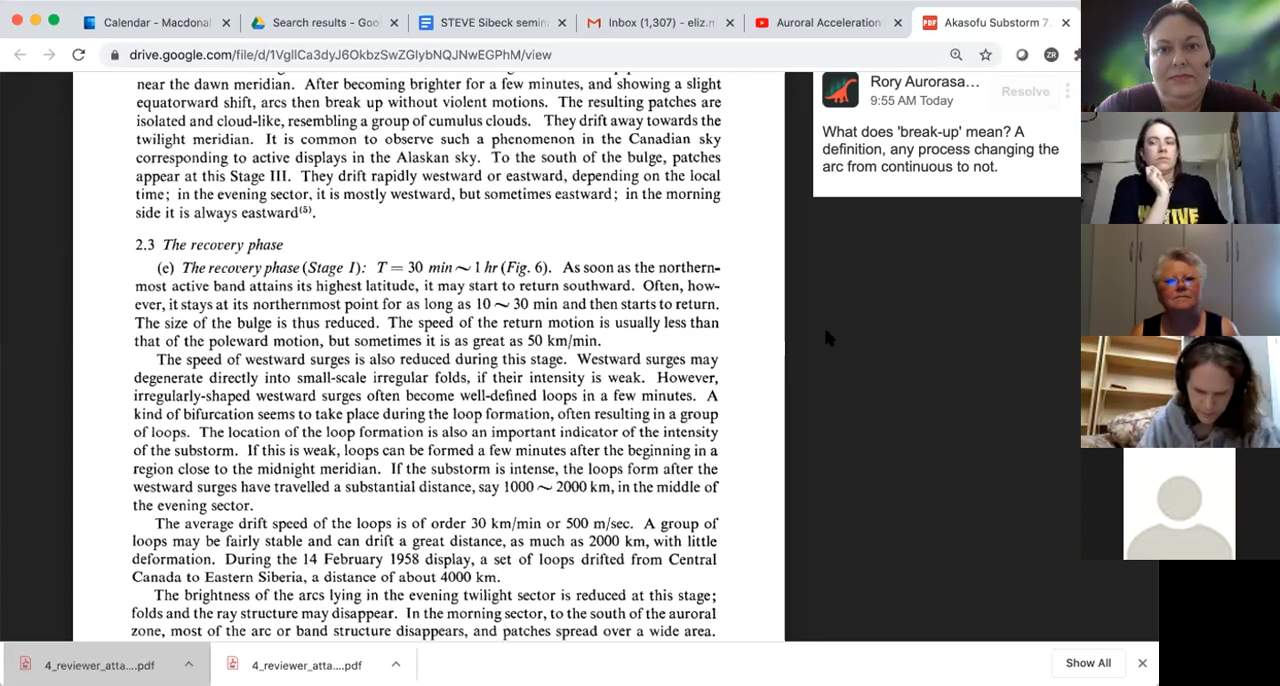 Calendar - Macdonal
Search results - Goo
STEVE Sibeck semin
Inbox (1,307) - eliz.m
Auroral Acceleration
PDF
Akasofu Substorm 7.
drive.google.com/file/d/1VgIlCa3dyJ6OkbzSwZGlybNQJNwEGPhM/view
ZR
near the dawn meridian. After becoming brighter for a few minutes, and showing a slight
equatorward shift, arcs then break up without violent motions. The resulting patches are
isolated and cloud-like, resembling a group of cumulus clouds. They drift away towards the
twilight meridian. It is common to observe such a phenomenon in the Canadian sky
corresponding to active displays in the Alaskan sky. To the south of the bulge, patches
appear at this Stage III. They drift rapidly westward or eastward, depending on the local
time; in the evening sector, it is mostly westward, but sometimes eastward; in the morning
side it is always eastward(5).
2.3 The recovery phase
(e) The recovery phase (Stage I): T = 30 min ~ 1 hr (Fig. 6). As soon as the northern-
most active band attains its highest latitude, it may start to return southward. Often, how-
ever, it stays at its northernmost point for as long as 10 ~ 30 min and then starts to return.
The size of the bulge is thus reduced. The speed of the return motion is usually less than
that of the poleward motion, but sometimes it is as great as 50 km/min.
The speed of westward surges is also reduced during this stage. Westward surges may
degenerate directly into small-scale irregular folds, if their intensity is weak. However,
irregularly-shaped westward surges often become well-defined loops in a few minutes. A
kind of bifurcation seems to take place during the loop formation, often resulting in a group
of loops. The location of the loop formation is also an important indicator of the intensity
of the substorm. If this is weak, loops can be formed a few minutes after the beginning in a
region close to the midnight meridian. If the substorm is intense, the loops form after the
westward surges have travelled a substantial distance, say 1000 ~ 2000 km, in the middle of
the evening sector.
The average drift speed of the loops is of order 30 km/min or 500 m/sec. A group of
loops may be fairly stable and can drift a great distance, as much as 2000 km, with little
deformation. During the 14 February 1958 display, a set of loops drifted from Central
Canada to Eastern Siberia, a distance of about 4000 km.
The brightness of the arcs lying in the evening twilight sector is reduced at this stage;
folds and the ray structure may disappear. In the morning sector, to the south of the auroral
zone, most of the arc or band structure disappears, and patches spread over a wide area.
Rory Aurorasa...
9:55 AM Today
Resolve
What does 'break-up' mean? A
definition, any process changing the
arc from continuous to not.
4_reviewer_atta....pdf
4_reviewer_atta....pdf
Show All